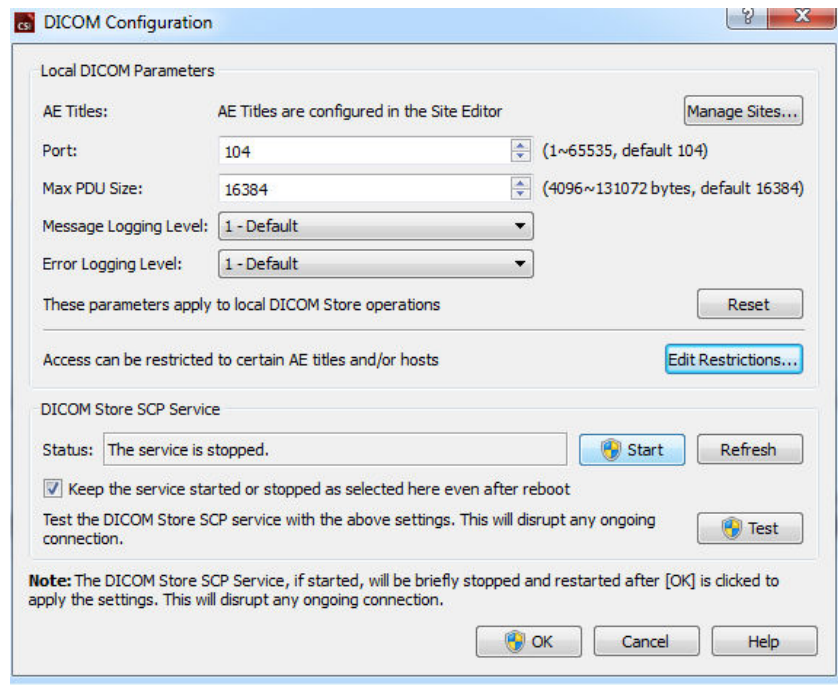 CSi DICOM Configuration
Local DICOM Parameters
AE Titles: AE Titles are configured in the Site Editor Manage Sites...
Port: 104 (1~65535, default 104)
Max PDU Size: 16384 (4096~131072 bytes, default 16384)
Message Logging Level: 1 - Default
Error Logging Level: 1 - Default
These parameters apply to local DICOM Store operations Reset
Access can be restricted to certain AE titles and/or hosts Edit Restrictions...
DICOM Store SCP Service
Status: The service is stopped. Start Refresh
Keep the service started or stopped as selected here even after reboot
Test the DICOM Store SCP service with the above settings. This will disrupt any ongoing
connection. Test
Note: The DICOM Store SCP Service, if started, will be briefly stopped and restarted after [OK] is clicked to
apply the settings. This will disrupt any ongoing connection.
OK Cancel Help